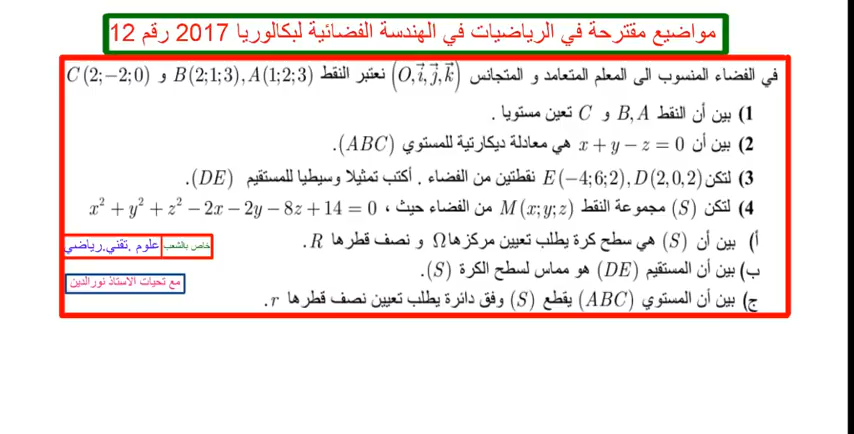 مواضيع مقترحة في الرياضيات في الهندسة الفضائية لبكالوريا 2017 رقم 12
في الفضاء المنسوب الى المعلم المتعامد و المتجانس (O,i⃗,j⃗,k⃗) نعتبر النقط A(1;2;3), B(2;1;3) و C(2;−2;0)
1) بين أن النقط B, A و C تعين مستويا .
2) بين أن x + y − z = 0 هي معادلة ديكارتية للمستوي (ABC).
3) لتكن E(−4;6;2), D(2,0,2) نقطتين من الفضاء . أكتب تمثيلا وسيطيا للمستقيم (DE).
4) لتكن (S) مجموعة النقط M(x;y;z) من الفضاء حيث ، x² + y² + z² − 2x − 2y − 8z + 14 = 0
أ) بين أن (S) هي سطح كرة يطلب تعيين مركزها Ω و نصف قطرها R.
خاص بالشعب علوم .تقني.رياضي
ب) بين أن المستقيم (DE) هو مماس لسطح الكرة (S).
مع تحيات الاستاذ نورالدين
ج) بين أن المستوي (ABC) يقطع (S) وفق دائرة يطلب تعيين نصف قطرها r.